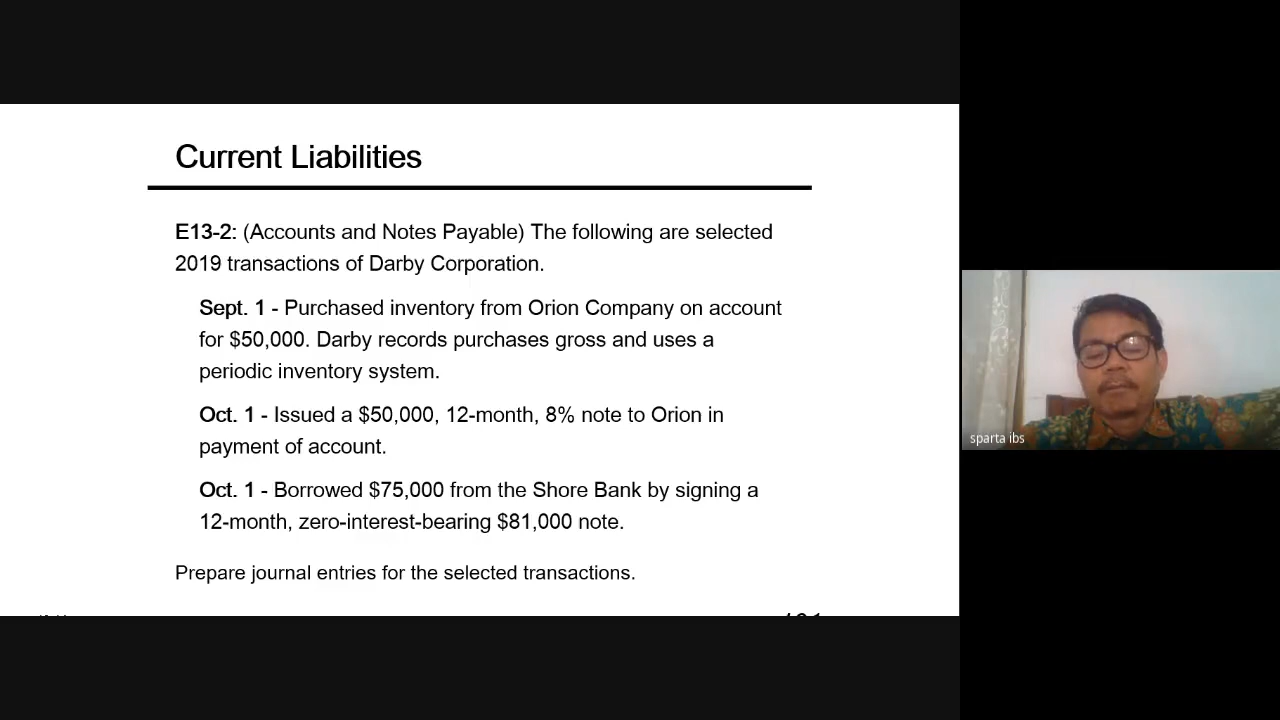 Current Liabilities
E13-2: (Accounts and Notes Payable) The following are selected
2019 transactions of Darby Corporation.
Sept. 1 - Purchased inventory from Orion Company on account
for $50,000. Darby records purchases gross and uses a
periodic inventory system.
Oct. 1 - Issued a $50,000, 12-month, 8% note to Orion in
payment of account.
Oct. 1 - Borrowed $75,000 from the Shore Bank by signing a
12-month, zero-interest-bearing $81,000 note.
Prepare journal entries for the selected transactions.
sparta ibs